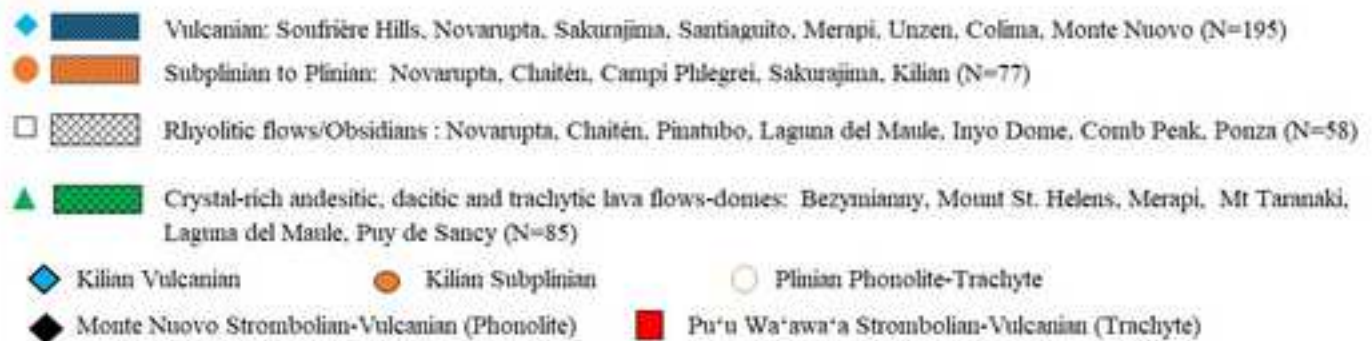 Vulcanian: Soufrière Hills, Novarupta, Sakurajima, Santiaguito, Merapi, Unzen, Colima, Monte Nuovo (N=195)
Subplinian to Plinian: Novarupta, Chaitén, Campi Phlegrei, Sakurajima, Kilian (N=77)
Rhyolitic flows/Obsidians : Novarupta, Chaitén, Pinatubo, Laguna del Maule, Inyo Dome, Comb Peak, Ponza (N=58)
Crystal-rich andesitic, dacitic and trachytic lava flows-domes: Bezymianny, Mount St. Helens, Merapi, Mt Taranaki,
Laguna del Maule, Puy de Sancy (N=85)
Kilian Vulcanian Kilian Subplinian Plinian Phonolite-Trachyte
Monte Nuovo Strombolian-Vulcanian (Phonolite) Puʻu Waʻawaʻa Strombolian-Vulcanian (Trachyte)